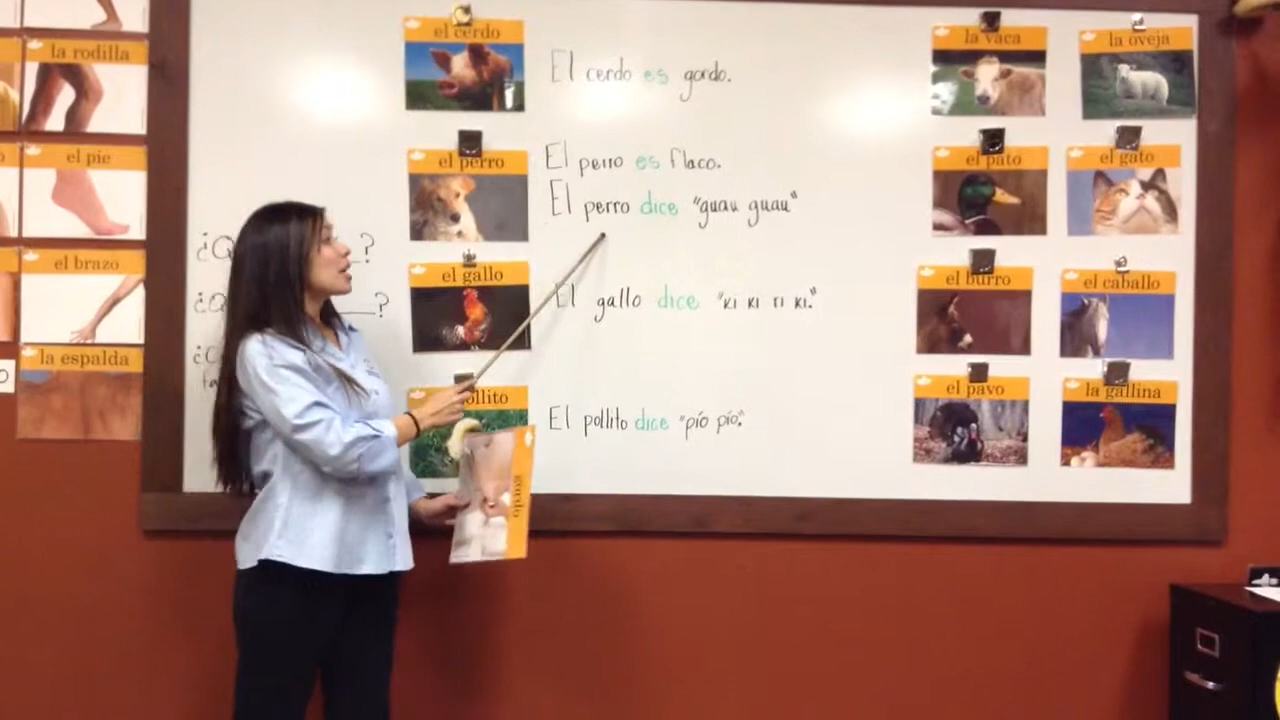 la rodilla
el pie
el brazo
la espalda
¿Q ?
¿Q ?
el cerdo
El cerdo es gordo.
el perro
El perro es flaco.
El perro dice "guau guau"
el gallo
El gallo dice "ki ki ri ki."
El pollito dice "pío pío."
gordo
la vaca
la oveja
el pato
el gato
el burro
el caballo
el pavo
la gallina